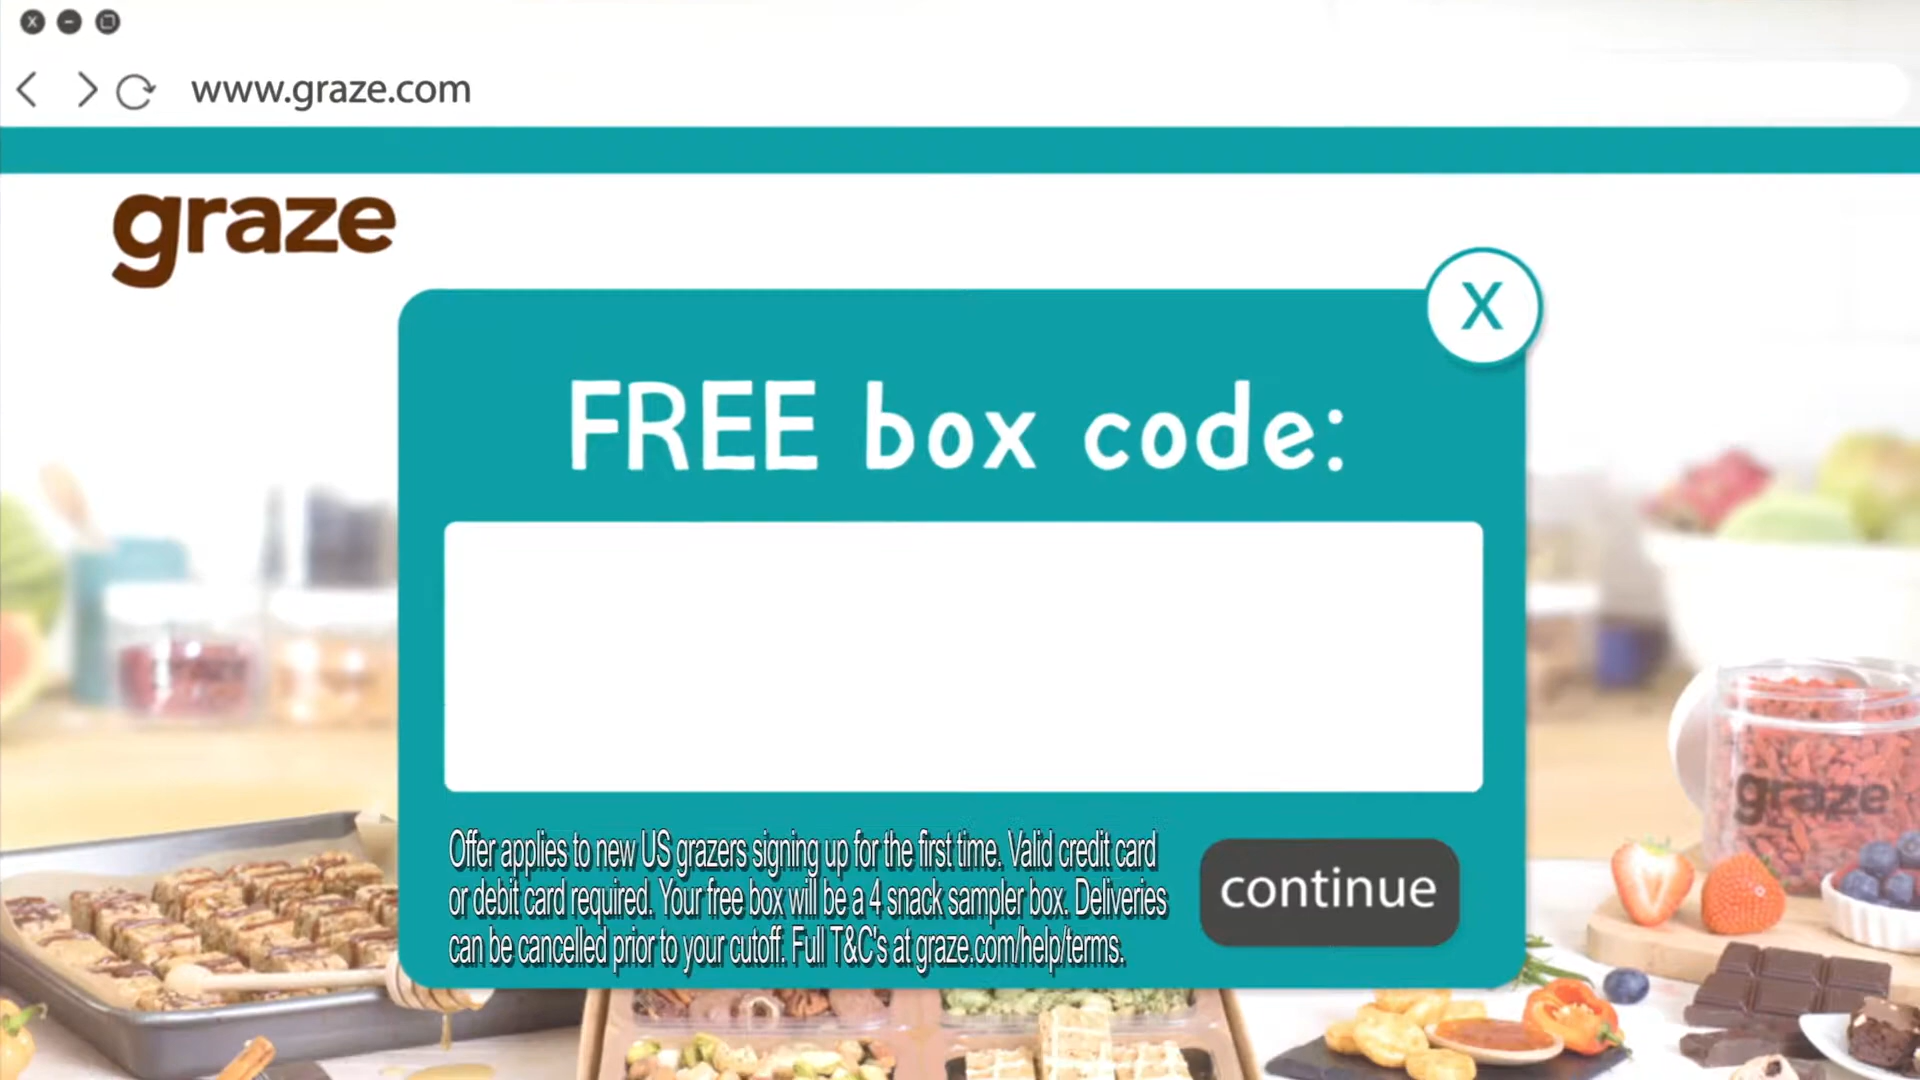 www.graze.com
graze
X
FREE box code:
Offer applies to new US grazers signing up for the first time. Valid credit card
or debit card required. Your free box will be a 4 snack sampler box. Deliveries
can be cancelled prior to your cutoff. Full T&C's at graze.com/help/terms.
continue
graze